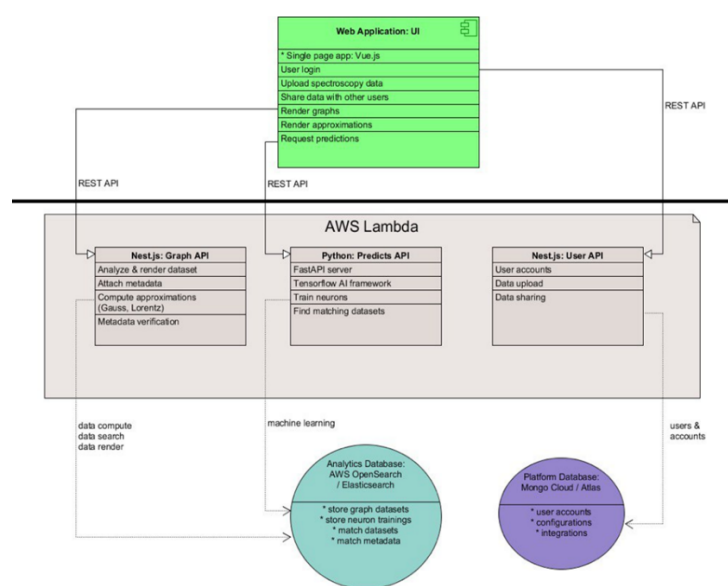 Web Application: UI
* Single page app: Vue.js
User login
Upload spectroscopy data
Share data with other users
Render graphs
Render approximations
Request predictions
REST API
REST API
REST API
AWS Lambda
Nest.js: Graph API
Analyze & render dataset
Attach metadata
Compute approximations
(Gauss, Lorentz)
Metadata verification
Python: Predicts API
FastAPI server
Tensorflow AI framework
Train neurons
Find matching datasets
Nest.js: User API
User accounts
Data upload
Data sharing
data compute
data search
data render
machine learning
users &
accounts
Analytics Database:
AWS OpenSearch
/ Elasticsearch
* store graph datasets
* store neuron trainings
* match datasets
* match metadata
Platform Database:
Mongo Cloud / Atlas
* user accounts
* configurations
* integrations